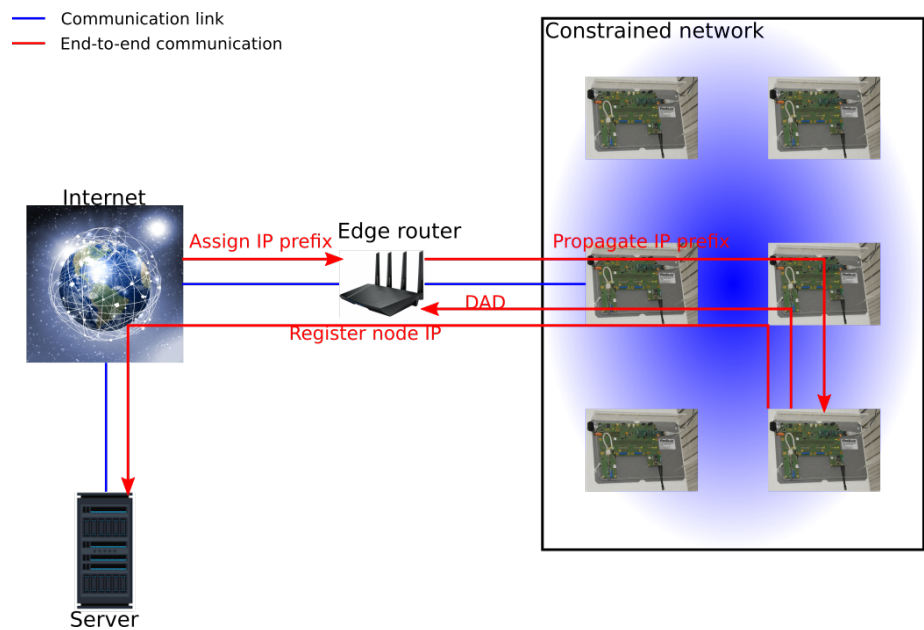 Communication link
End-to-end communication
Constrained network
Internet
Edge router
Assign IP prefix
Propagate IP prefix
DAD
Register node IP
Server